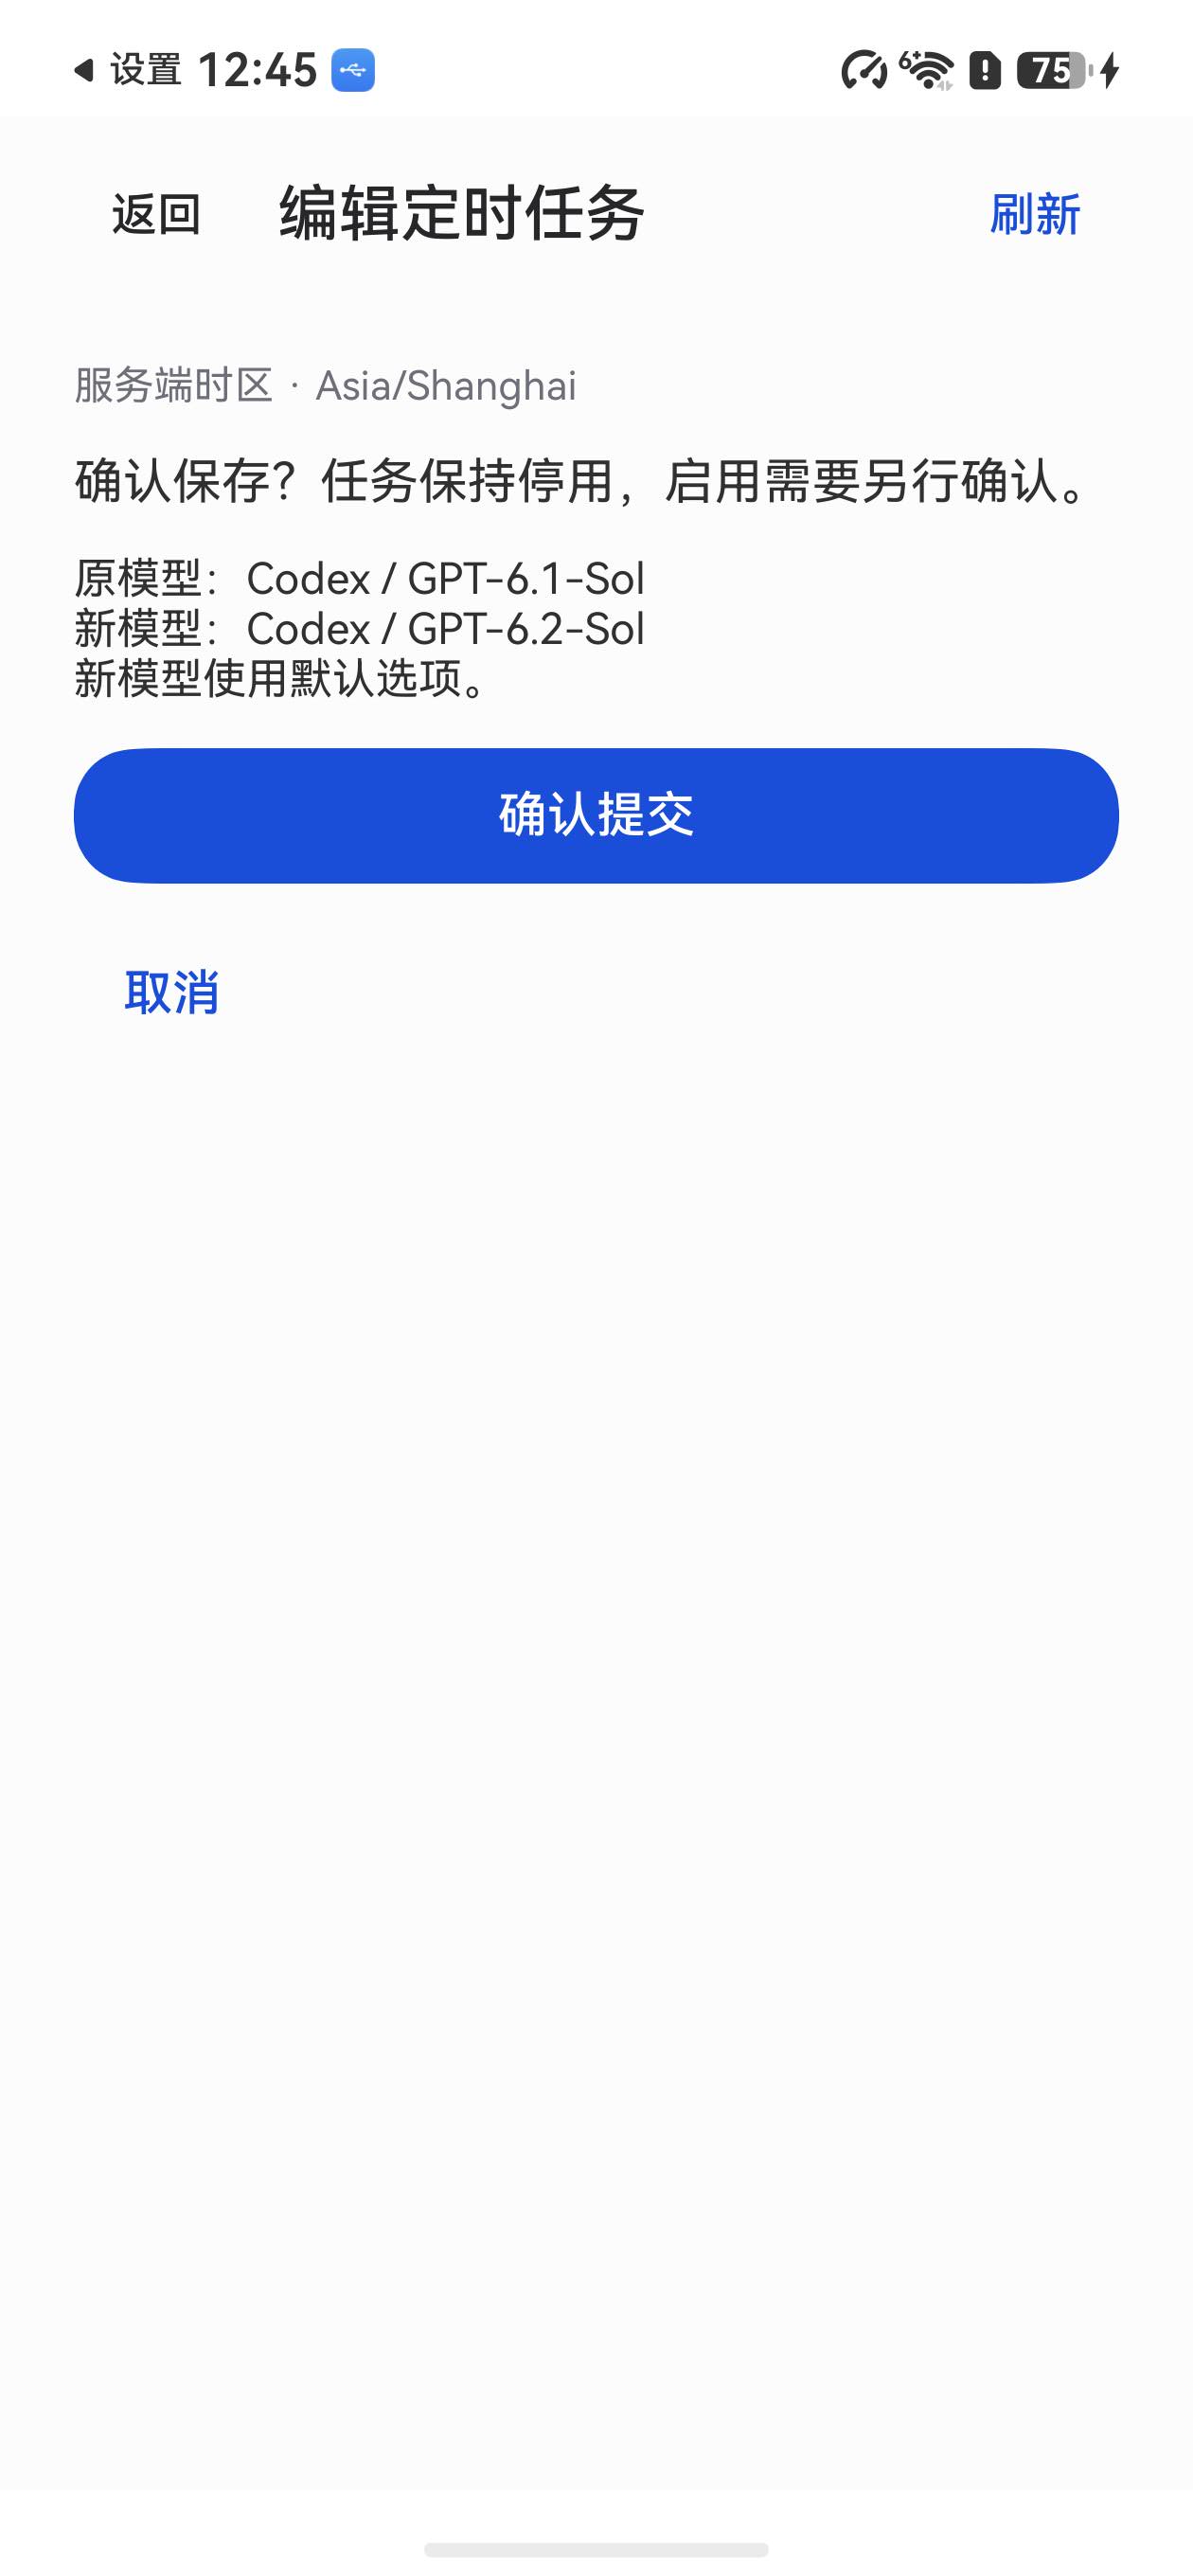 设置 12:45
6+ 75
返回 编辑定时任务 刷新
服务端时区 · Asia/Shanghai
确认保存？任务保持停用，启用需要另行确认。
原模型：Codex / GPT-6.1-Sol
新模型：Codex / GPT-6.2-Sol
新模型使用默认选项。
确认提交
取消